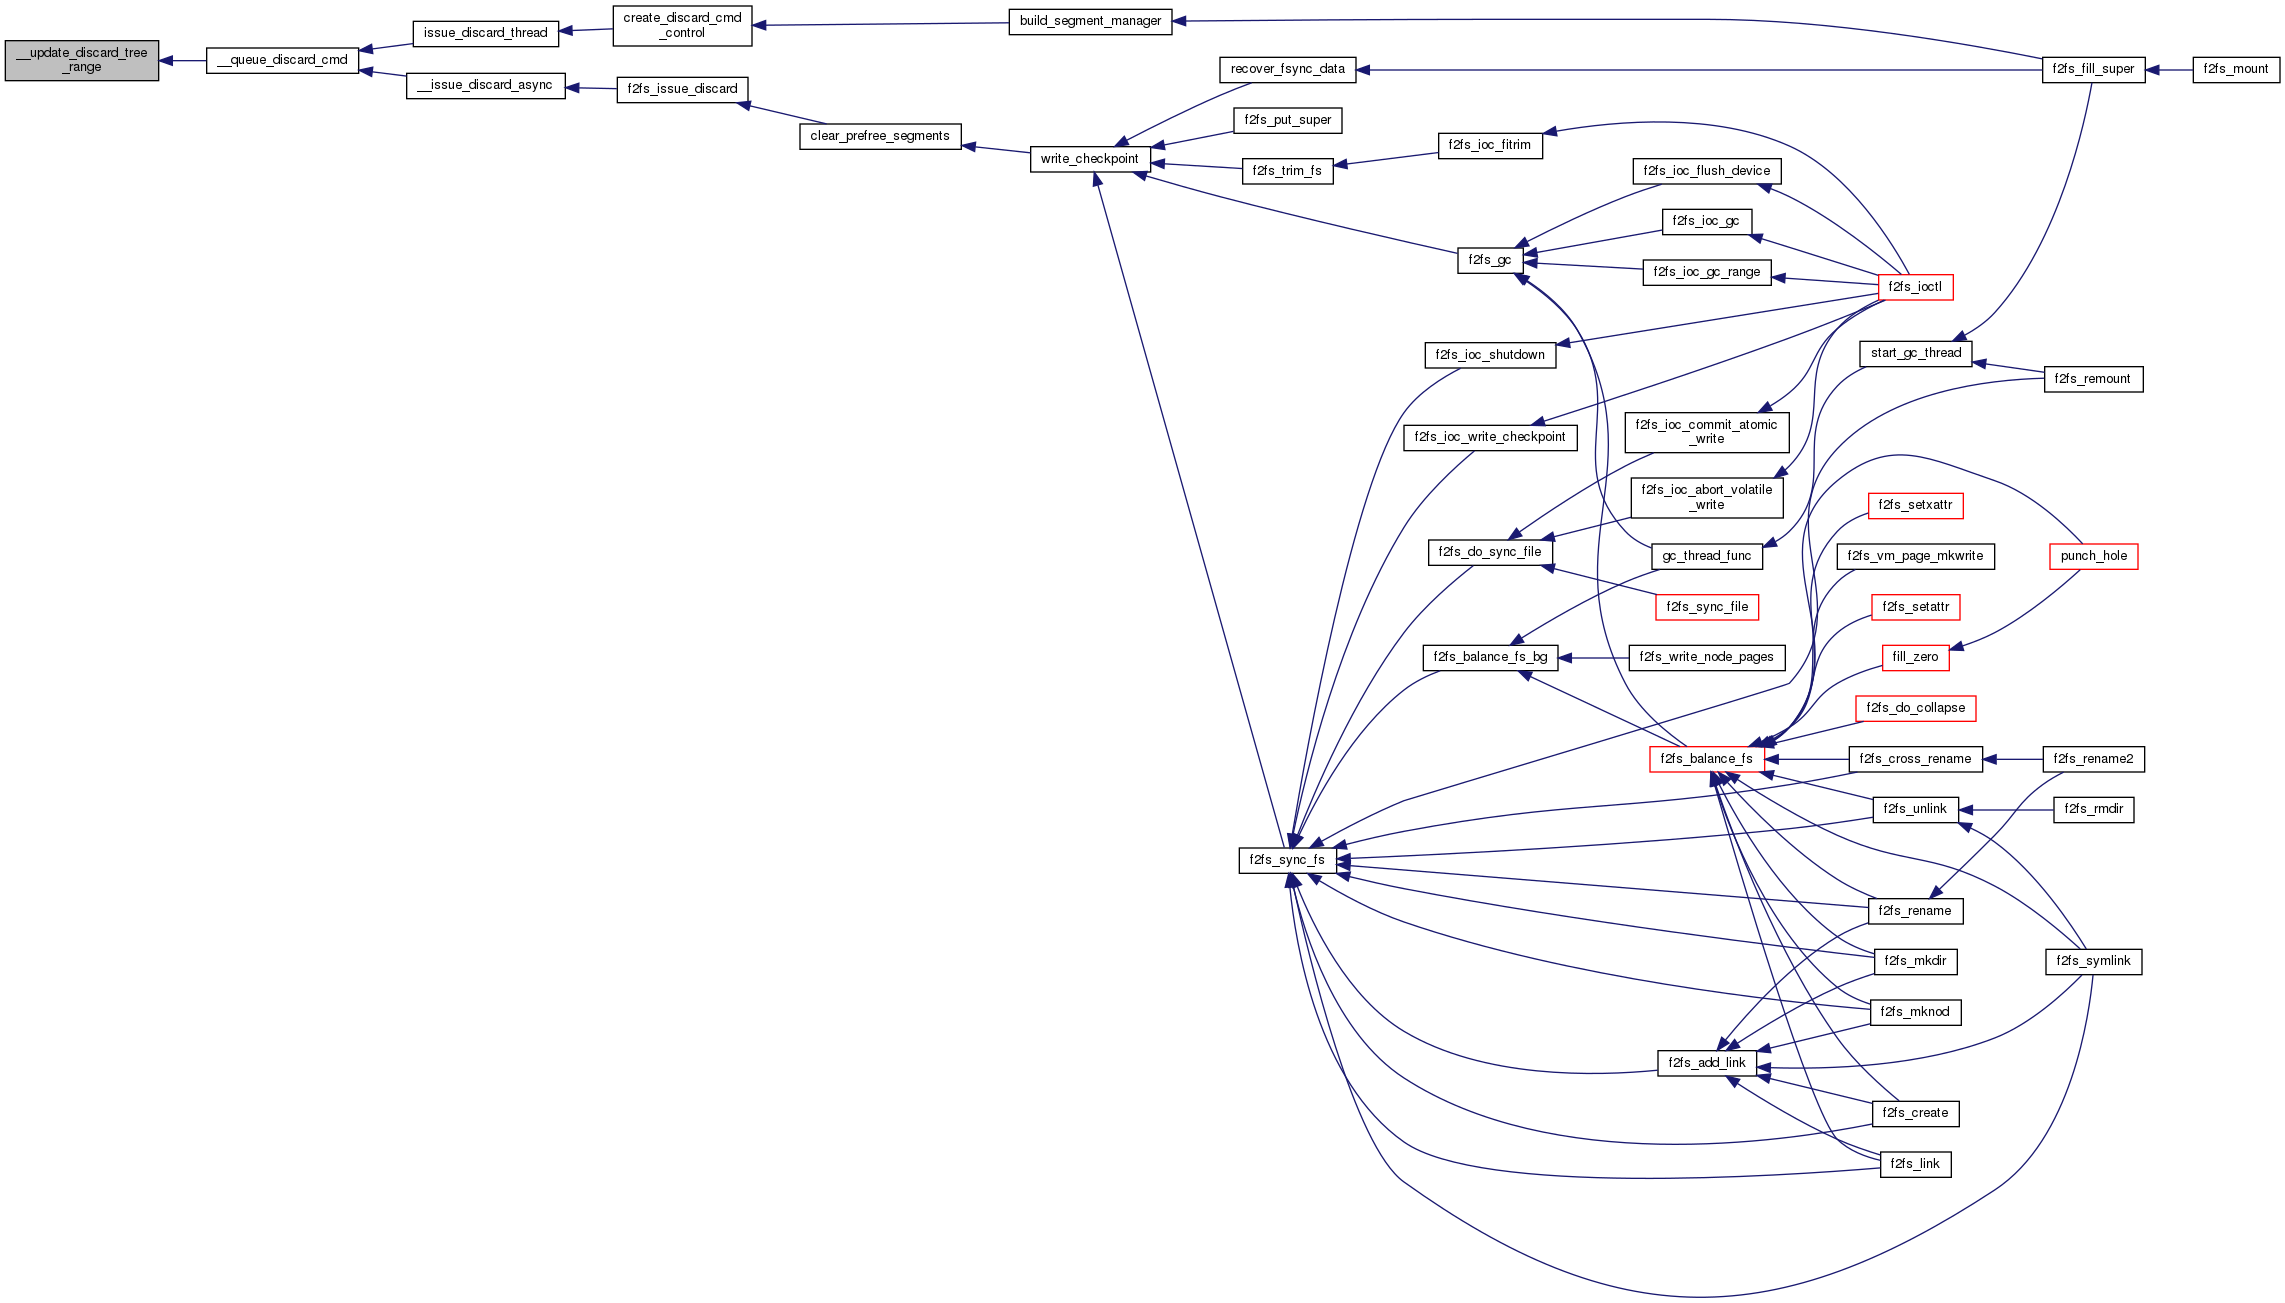 __update_discard_tree
_range
__queue_discard_cmd
issue_discard_thread
__issue_discard_async
create_discard_cmd
_control
f2fs_issue_discard
build_segment_manager
clear_prefree_segments
write_checkpoint
recover_fsync_data
f2fs_put_super
f2fs_trim_fs
f2fs_ioc_fitrim
f2fs_fill_super
f2fs_mount
f2fs_ioc_flush_device
f2fs_ioc_gc
f2fs_gc
f2fs_ioc_gc_range
f2fs_ioctl
f2fs_ioc_shutdown
start_gc_thread
f2fs_remount
f2fs_ioc_write_checkpoint
f2fs_ioc_commit_atomic
_write
f2fs_ioc_abort_volatile
_write
f2fs_setxattr
f2fs_do_sync_file
gc_thread_func
f2fs_vm_page_mkwrite
punch_hole
f2fs_sync_file
f2fs_setattr
f2fs_balance_fs_bg
f2fs_write_node_pages
fill_zero
f2fs_do_collapse
f2fs_balance_fs
f2fs_cross_rename
f2fs_rename2
f2fs_unlink
f2fs_rmdir
f2fs_sync_fs
f2fs_rename
f2fs_mkdir
f2fs_symlink
f2fs_mknod
f2fs_add_link
f2fs_create
f2fs_link